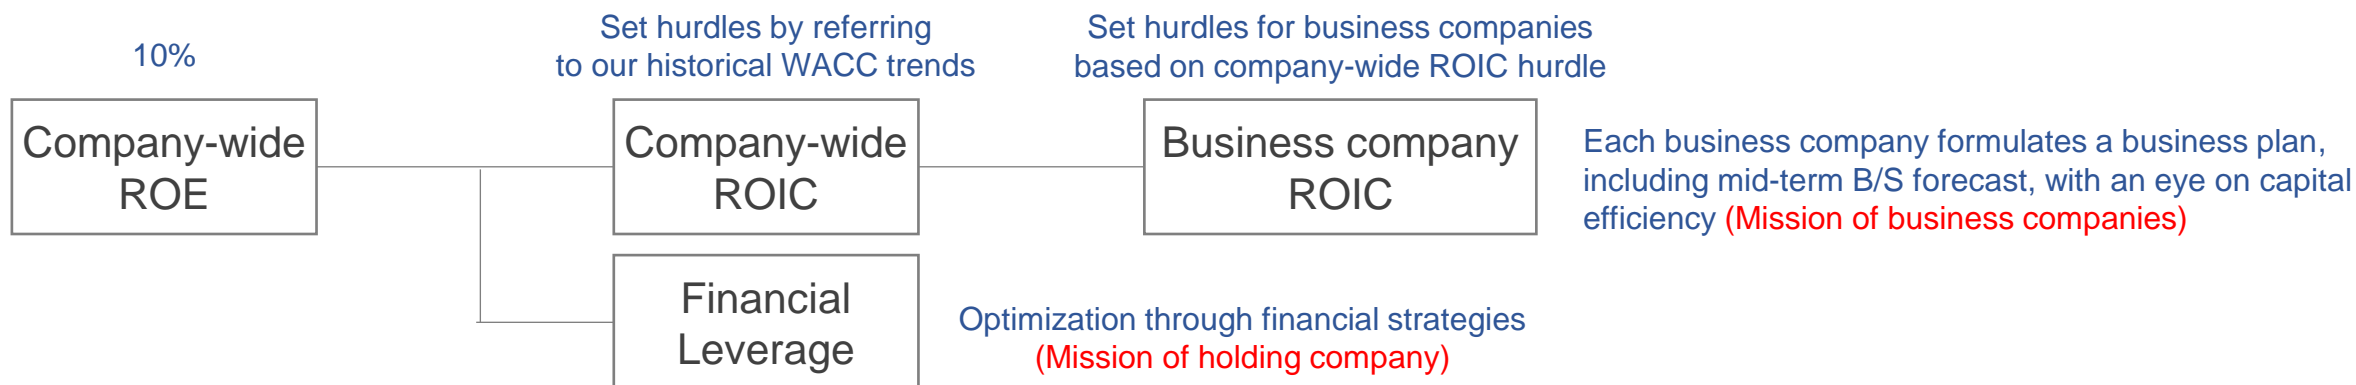 10%
Company-wide
ROE
Set hurdles by referring
to our historical WACC trends
Company-wide
ROIC
Set hurdles for business companies
based on company-wide ROIC hurdle
Business company
ROIC
Each business company formulates a business plan,
including mid-term B/S forecast, with an eye on capital
efficiency (Mission of business companies)
Financial
Leverage
Optimization through financial strategies
(Mission of holding company)